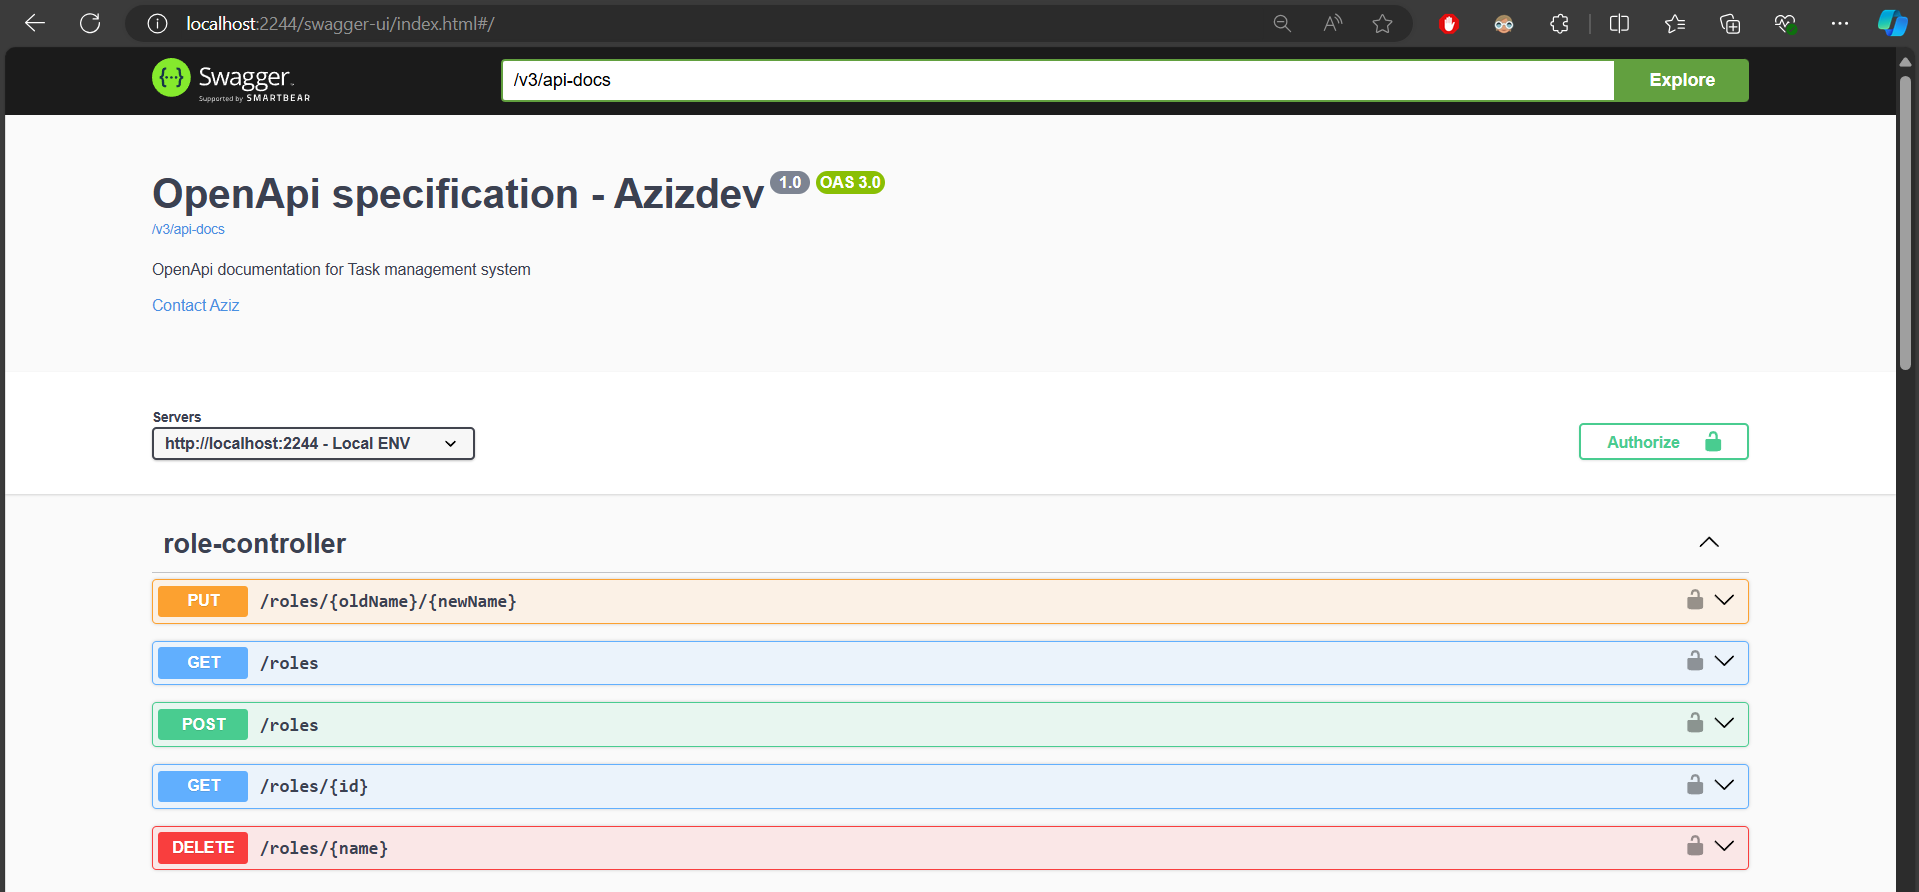 localhost:2244/swagger-ui/index.html#/
Swagger
Supported by SMARTBEAR
/v3/api-docs
Explore
OpenApi specification - Azizdev 1.0 OAS 3.0
/v3/api-docs
OpenApi documentation for Task management system
Contact Aziz
Servers
http://localhost:2244 - Local ENV
Authorize
role-controller
PUT /roles/{oldName}/{newName}
GET /roles
POST /roles
GET /roles/{id}
DELETE /roles/{name}